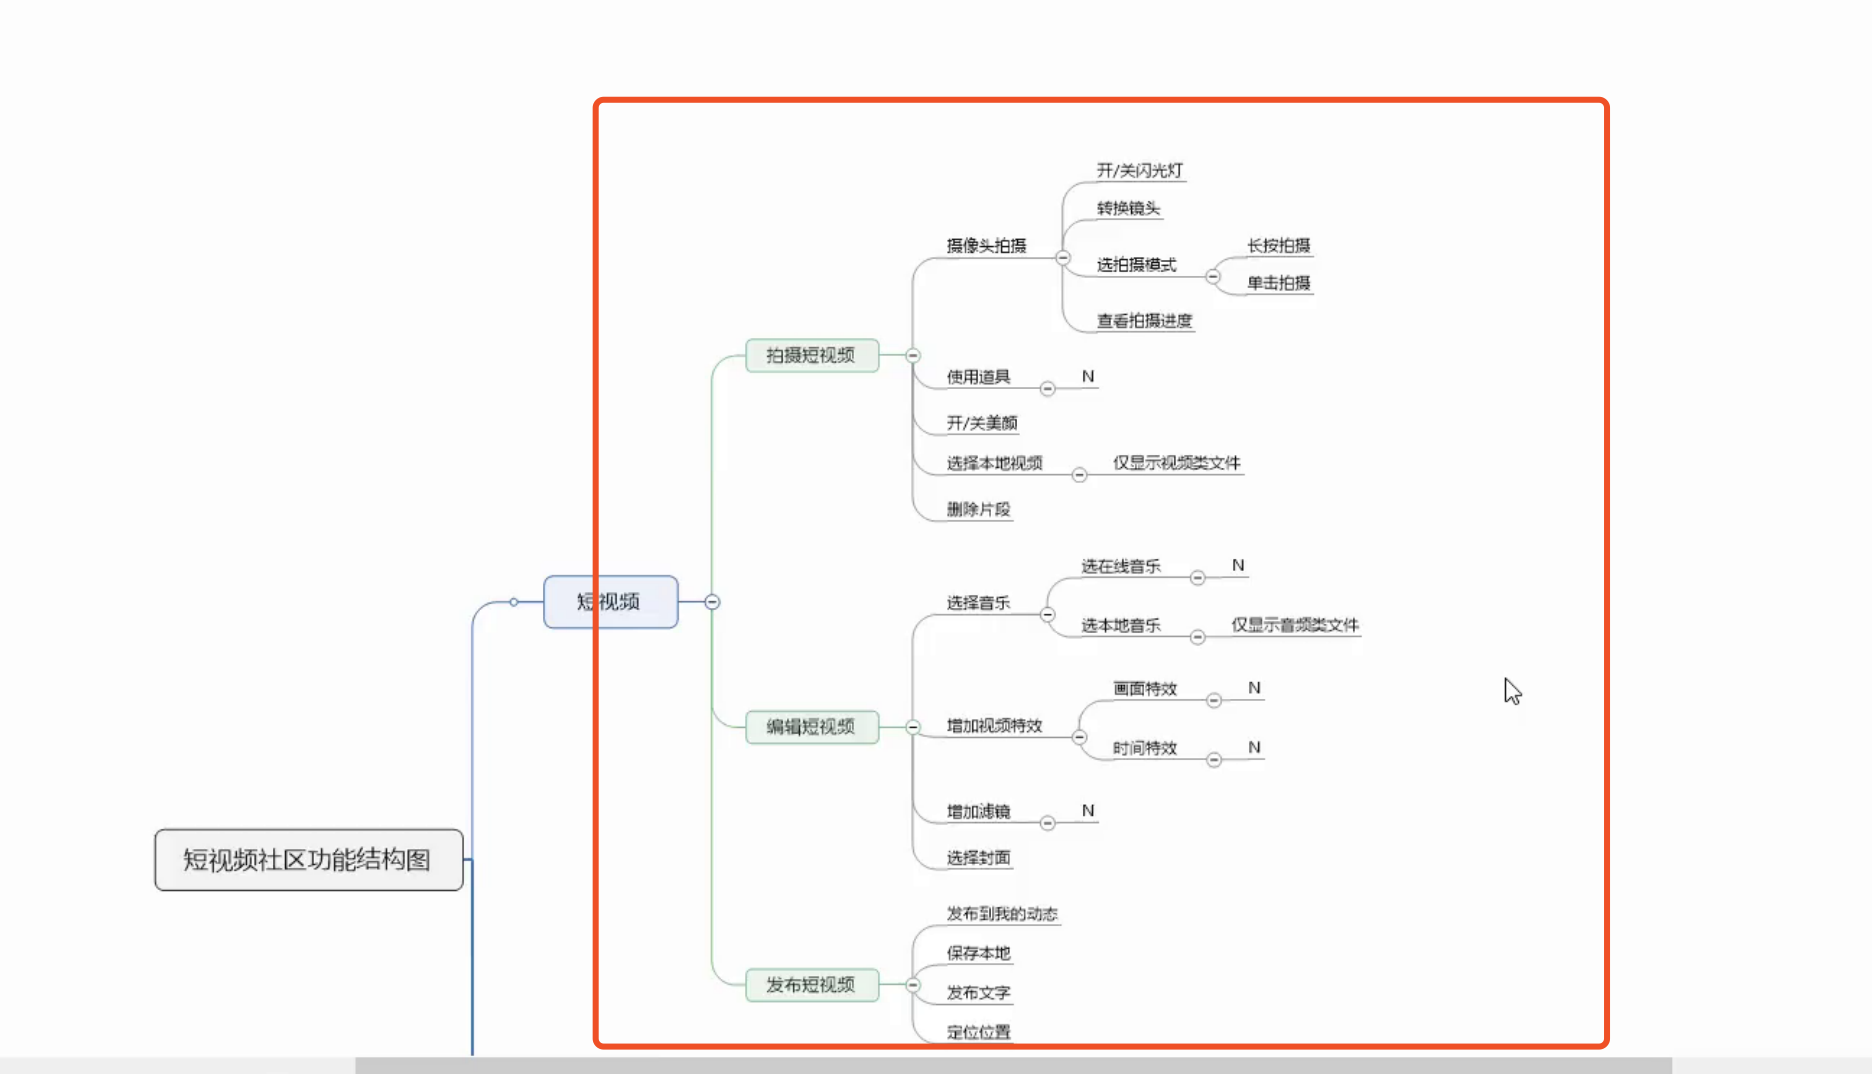 短视频社区功能结构图
短视频
拍摄短视频
摄像头拍摄
开/关闪光灯
转换镜头
选拍摄模式
长按拍摄
单击拍摄
查看拍摄进度
使用道具
N
开/关美颜
选择本地视频
仅显示视频类文件
删除片段
编辑短视频
选择音乐
选在线音乐
N
选本地音乐
仅显示音频类文件
增加视频特效
画面特效
N
时间特效
N
增加滤镜
N
选择封面
发布短视频
发布到我的动态
保存本地
发布文字
定位位置